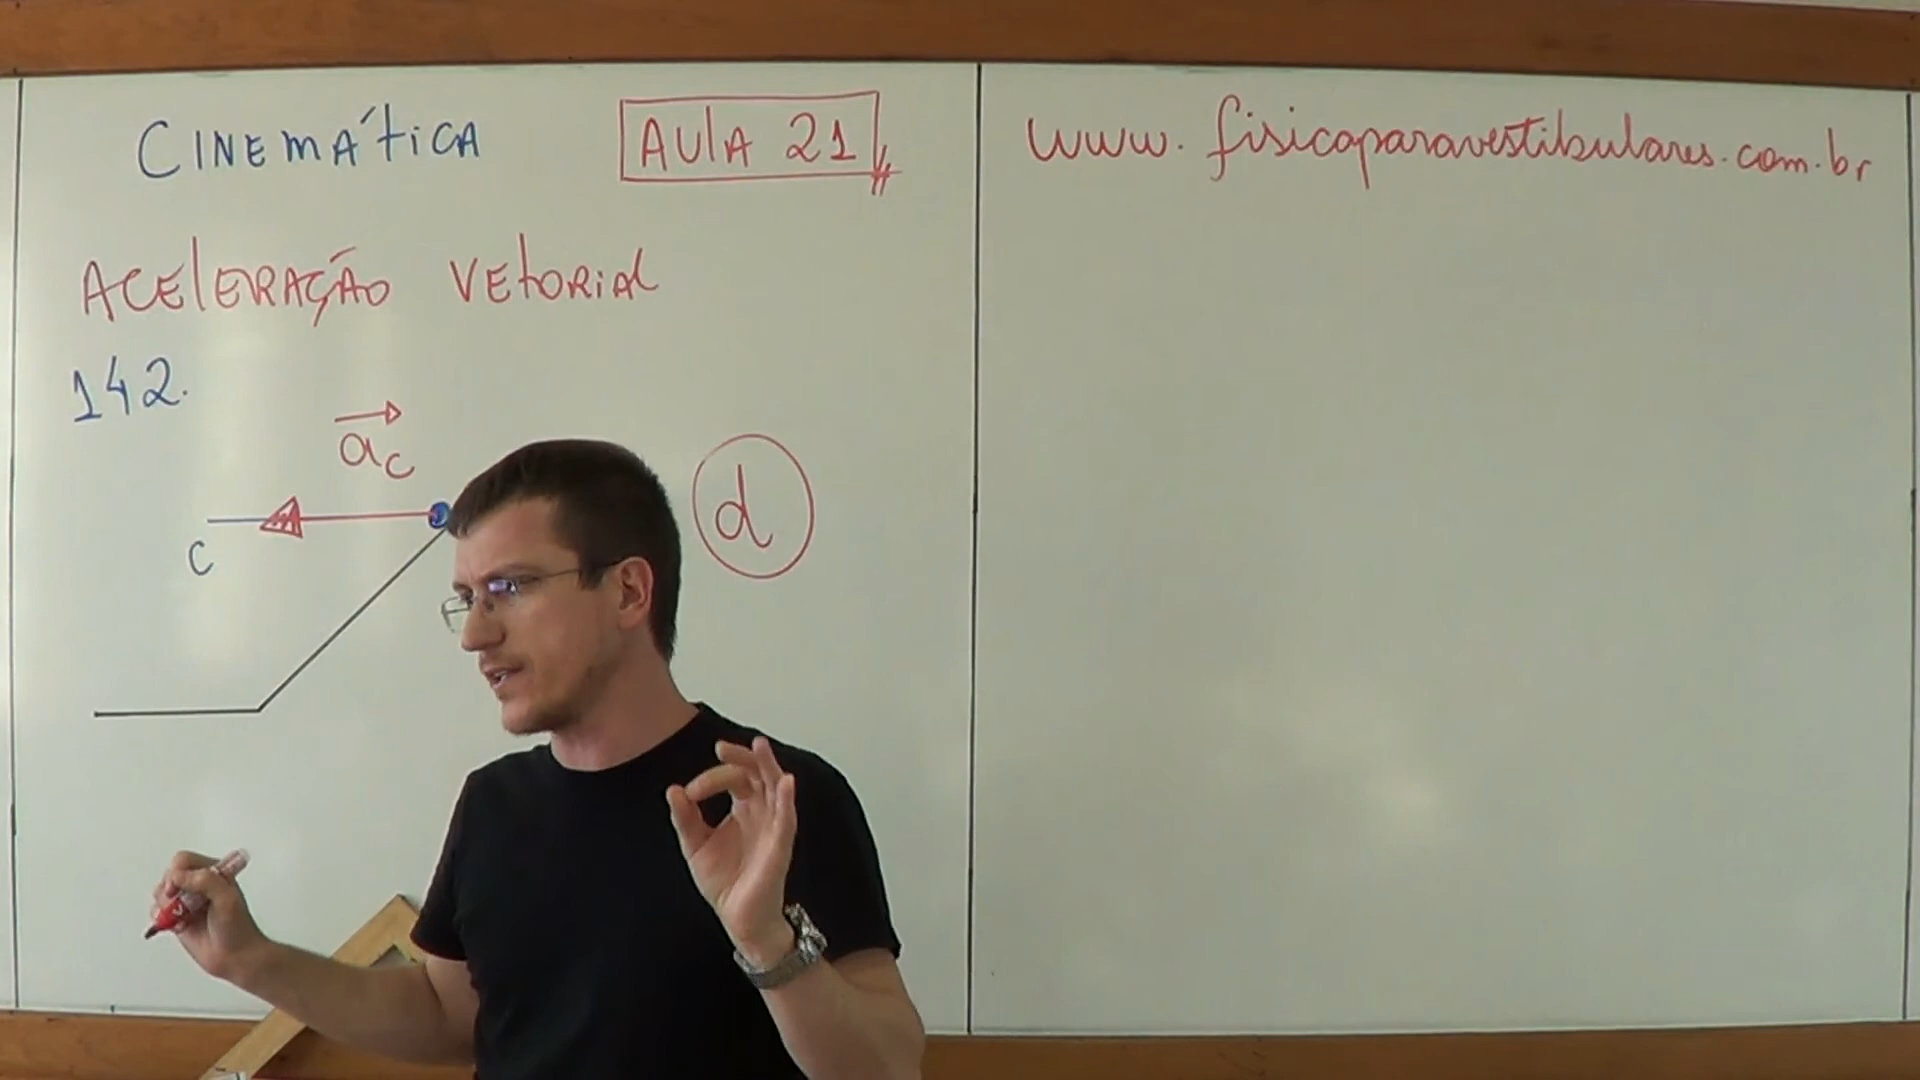 CINEMÁTICA AULA 21
ACELERAÇÃO VETORIAL
142.
a_c
C
d
www.fisicaparavestibulares.com.br